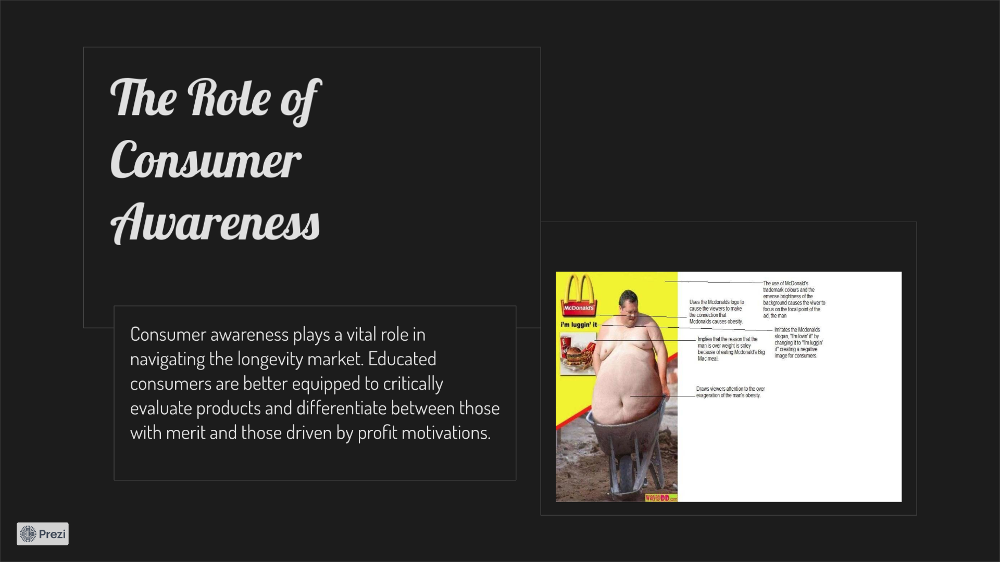 The Role of
Consumer
Awareness
Consumer awareness plays a vital role in
navigating the longevity market. Educated
consumers are better equipped to critically
evaluate products and differentiate between those
with merit and those driven by profit motivations.
McDonald's
i'm luggin' it
wayODD.com
The use of McDonald's
trademark colours and the
emense brightness of the
background causes the viwer to
focus on the focal point of the
ad, the man
Uses the Mcdonalds logo to
cause the viewers to make
the connection that
Mcdonalds causes obesity.
Imitates the Mcdonalds
slogan, "I'm lovin' it" by
changing it to "I'm luggin'
it" creating a negative
image for consumers.
Implies that the reason that the
man is over weight is soley
because of eating Mcdonald's Big
Mac meal.
Draws viewers attention to the over
exageration of the man's obesity.
Prezi